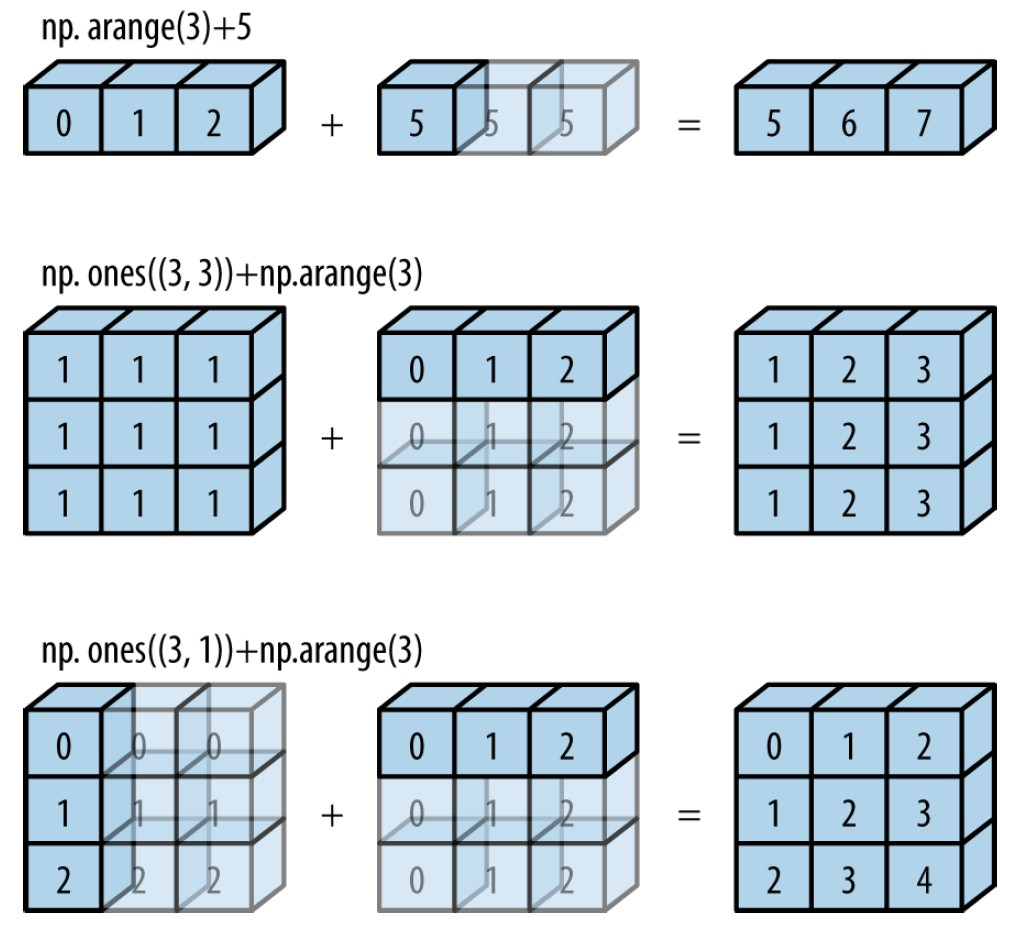 np. arange(3)+5
0 1 2 + 5 5 5 = 5 6 7
np. ones((3, 3))+np.arange(3)
1 1 1 0 1 2 1 2 3
1 1 1 + 0 1 2 = 1 2 3
1 1 1 0 1 2 1 2 3
np. ones((3, 1))+np.arange(3)
0 0 0 0 1 2 0 1 2
1 1 1 + 0 1 2 = 1 2 3
2 2 2 0 1 2 2 3 4